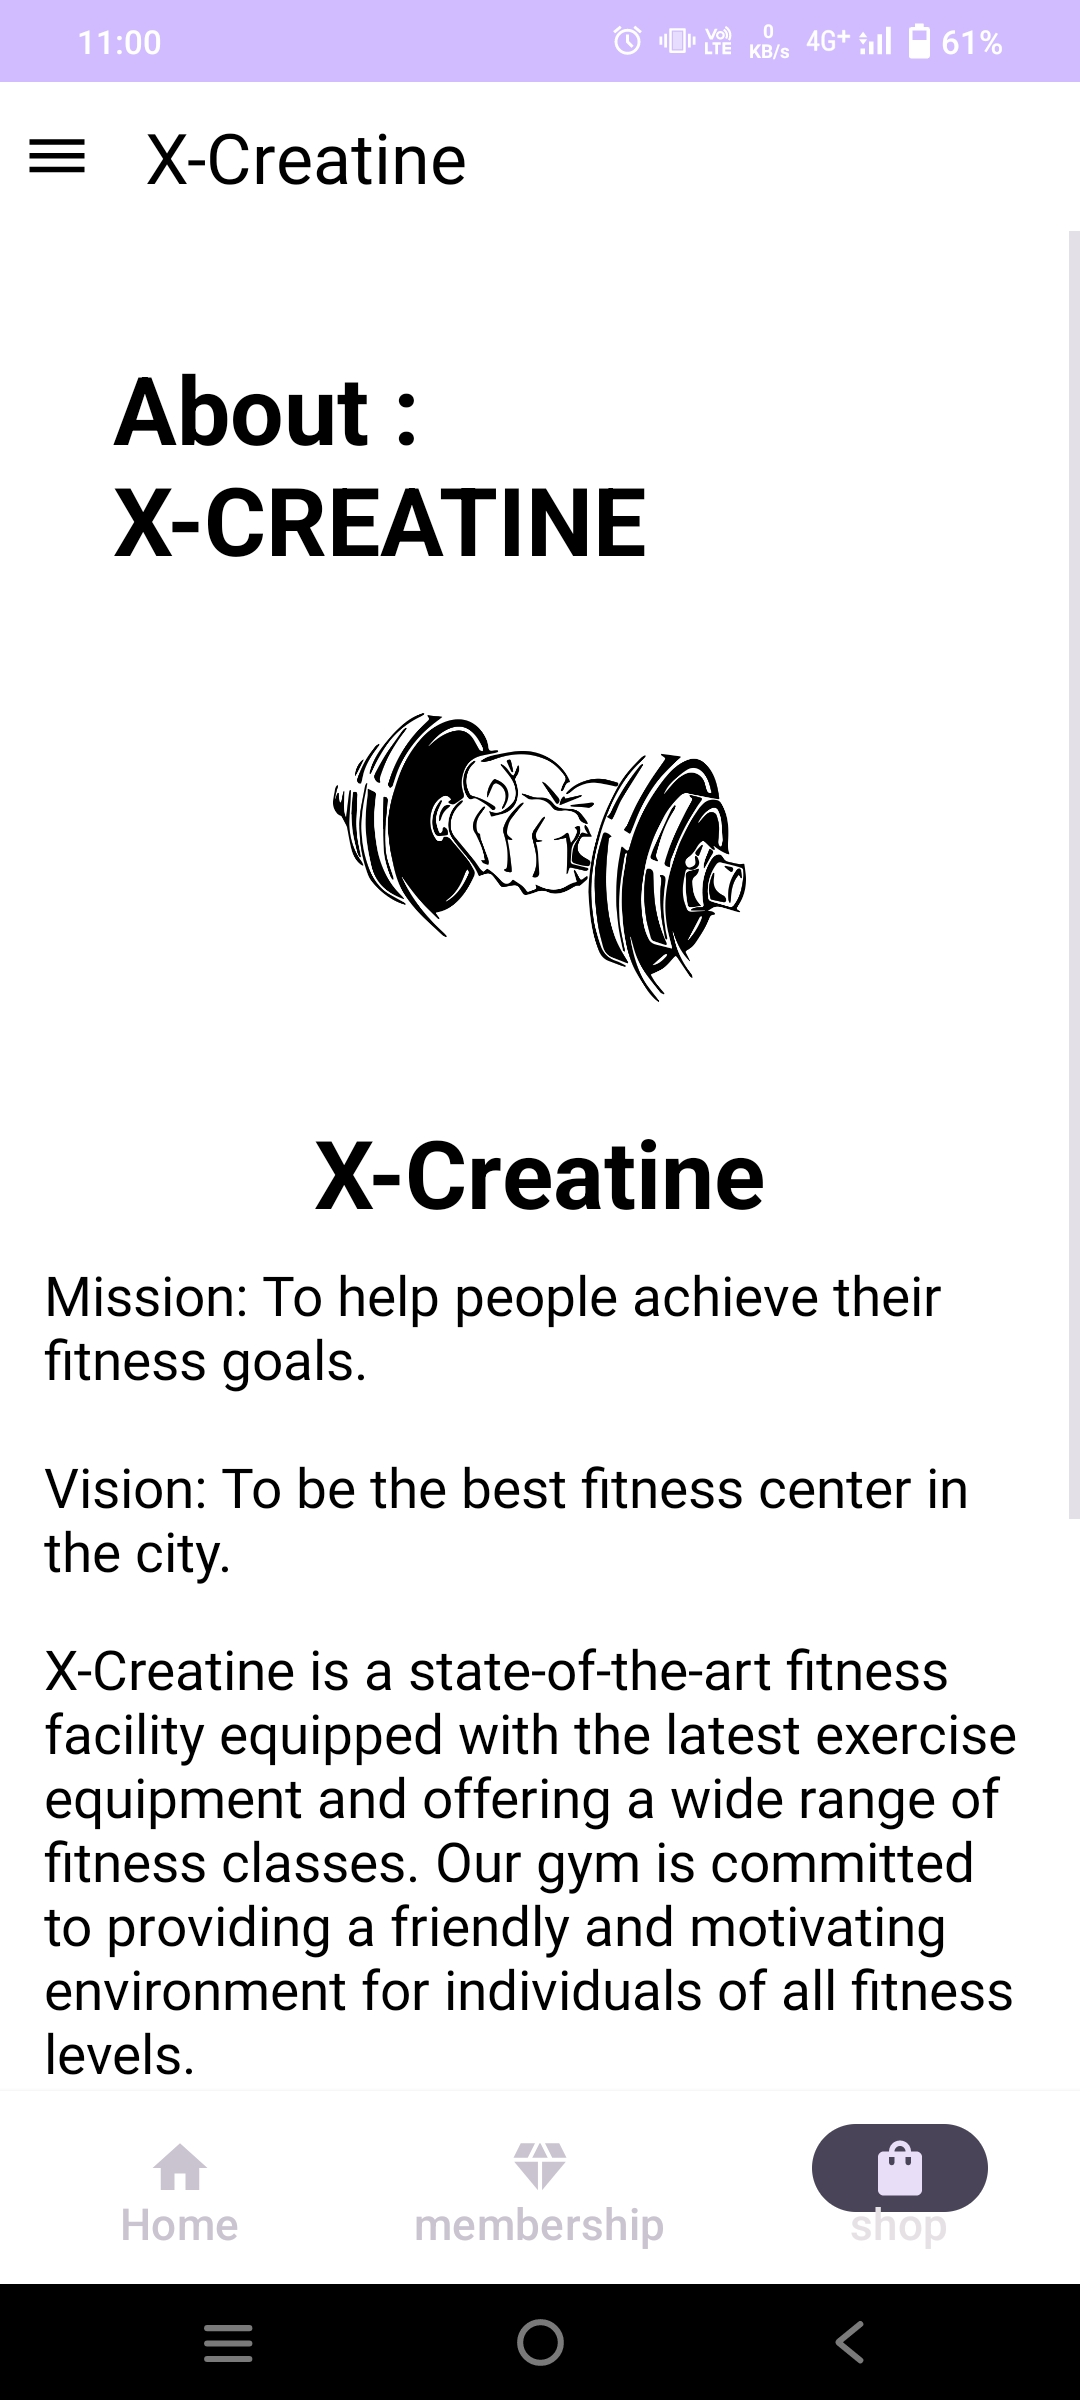 11:00 Vo)) LTE 0 KB/s 4G+ 61%
X-Creatine
About :
X-CREATINE
X-Creatine
Mission: To help people achieve their
fitness goals.
Vision: To be the best fitness center in
the city.
X-Creatine is a state-of-the-art fitness
facility equipped with the latest exercise
equipment and offering a wide range of
fitness classes. Our gym is committed
to providing a friendly and motivating
environment for individuals of all fitness
levels.
Home membership shop